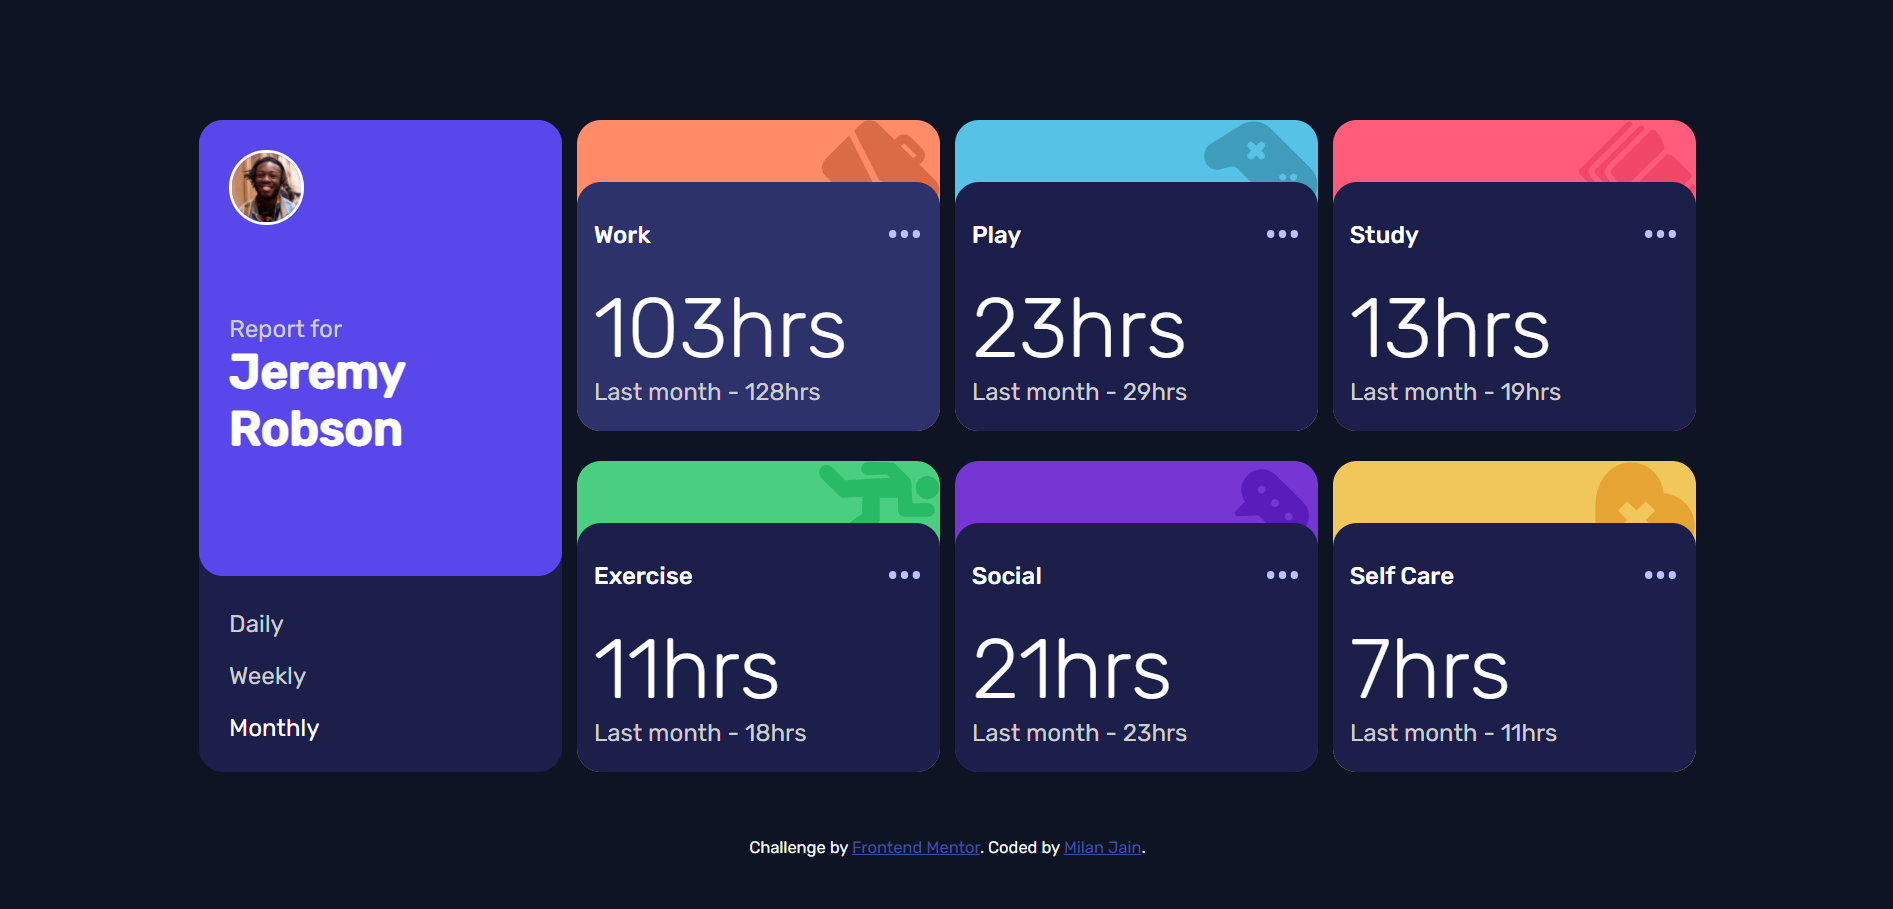 Report for
Jeremy
Robson
Daily
Weekly
Monthly
Work
103hrs
Last month - 128hrs
Play
23hrs
Last month - 29hrs
Study
13hrs
Last month - 19hrs
Exercise
11hrs
Last month - 18hrs
Social
21hrs
Last month - 23hrs
Self Care
7hrs
Last month - 11hrs
Challenge by Frontend Mentor. Coded by Milan Jain.